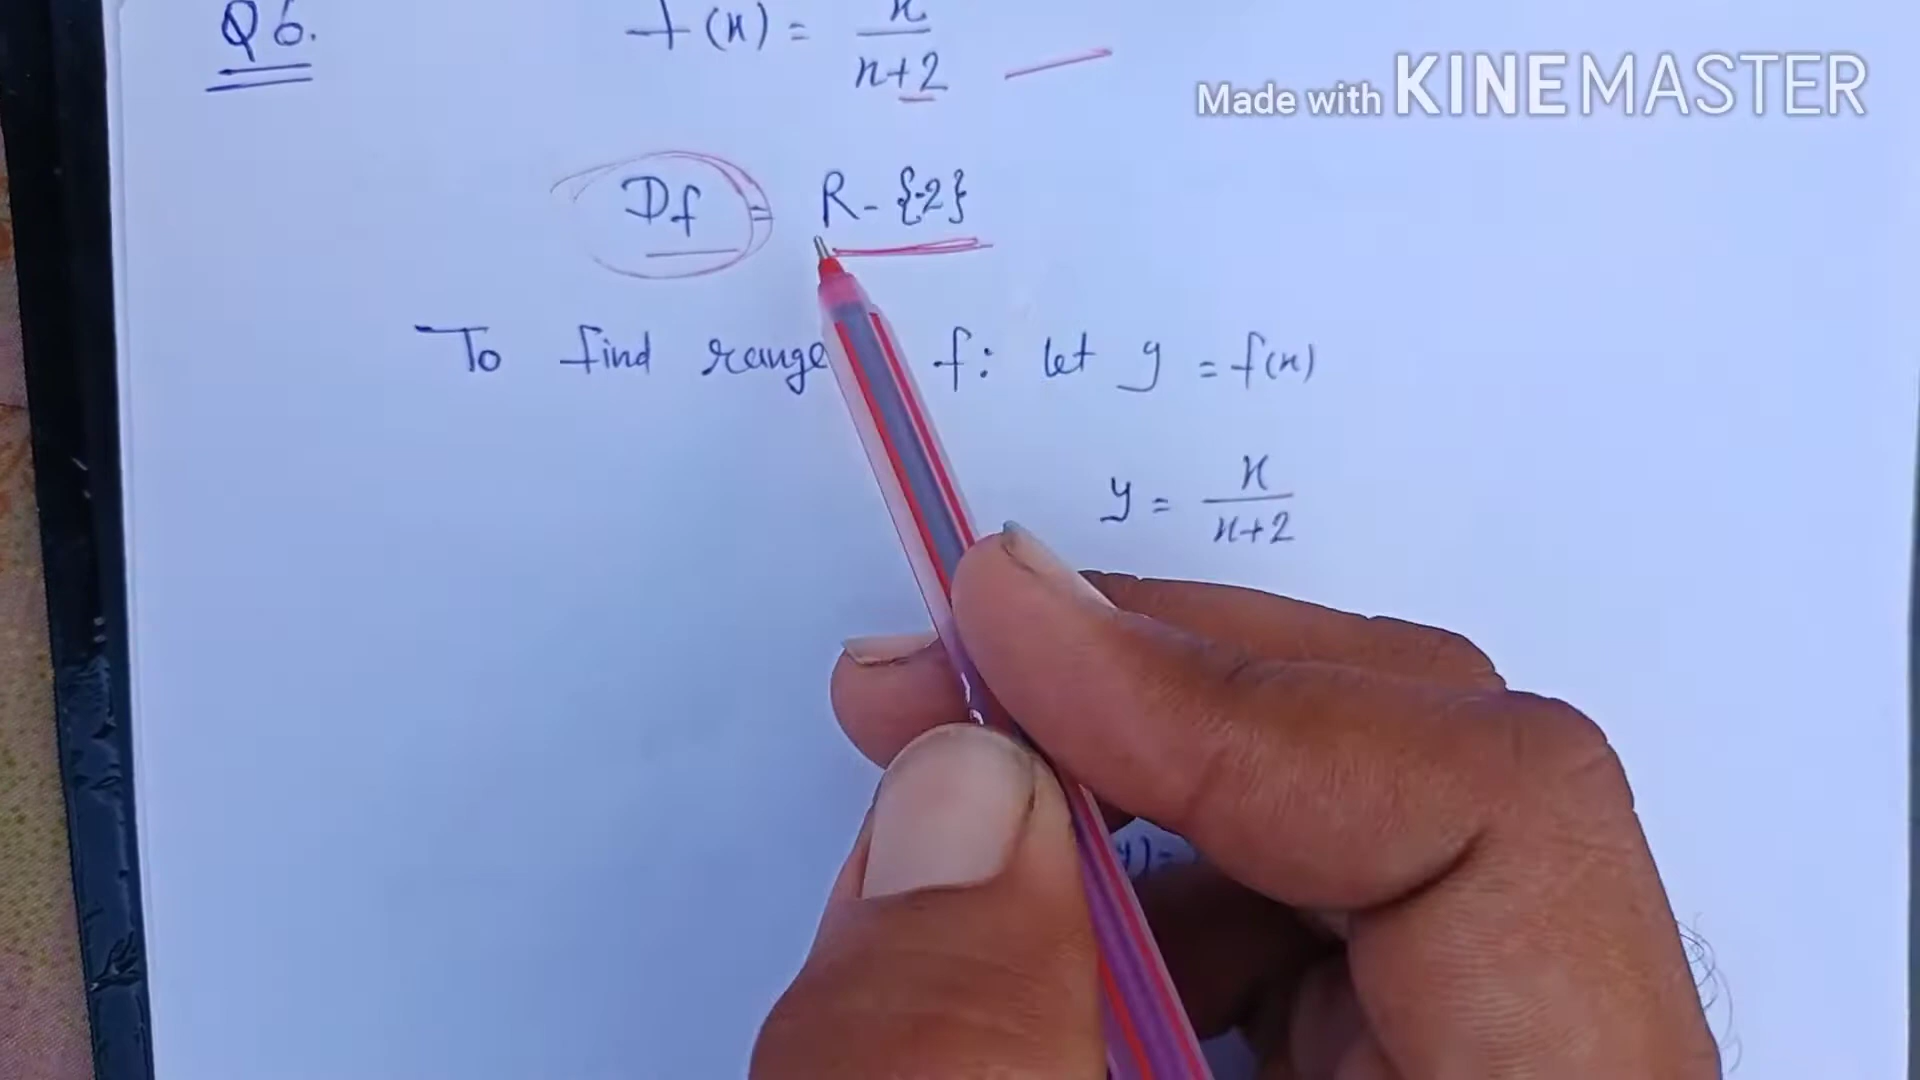 Q6. f(x) = x/x+2
Made with KINEMASTER
Df = R - {-2}
To find range f: let y = f(x)
y = x/x+2